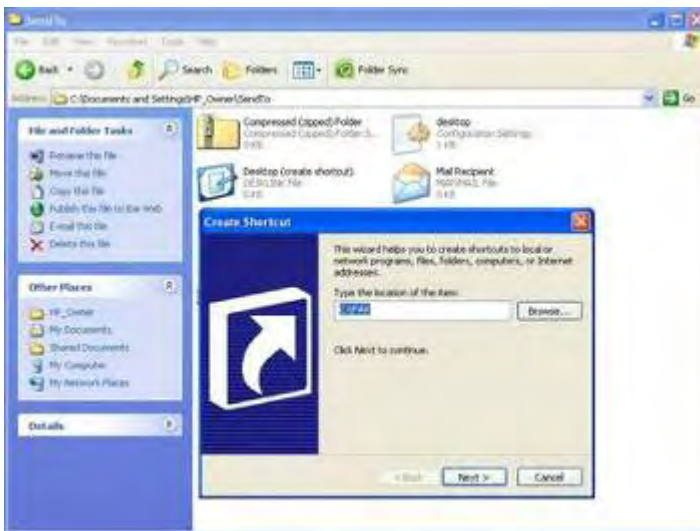 SendTo
File Edit View Favorites Tools Help
Back Search Folders Folder Sync
Address C:\Documents and Settings\HP_Owner\SendTo Go
File and Folder Tasks
Rename this file
Move this file
Copy this file
Publish this file to the Web
E-mail this file
Delete this file
Other Places
HP_Owner
My Documents
Shared Documents
My Computer
My Network Places
Details
Compressed (zipped) Folder
Compressed (zipped) Folder S...
0 KB
desktop
Configuration Settings
1 KB
Desktop (create shortcut)
DESKLINK File
0 KB
Mail Recipient
MAPIMAIL File
0 KB
Create Shortcut
This wizard helps you to create shortcuts to local or
network programs, files, folders, computers, or Internet
addresses.
Type the location of the item:
Browse...
Click Next to continue.
< Back Next > Cancel